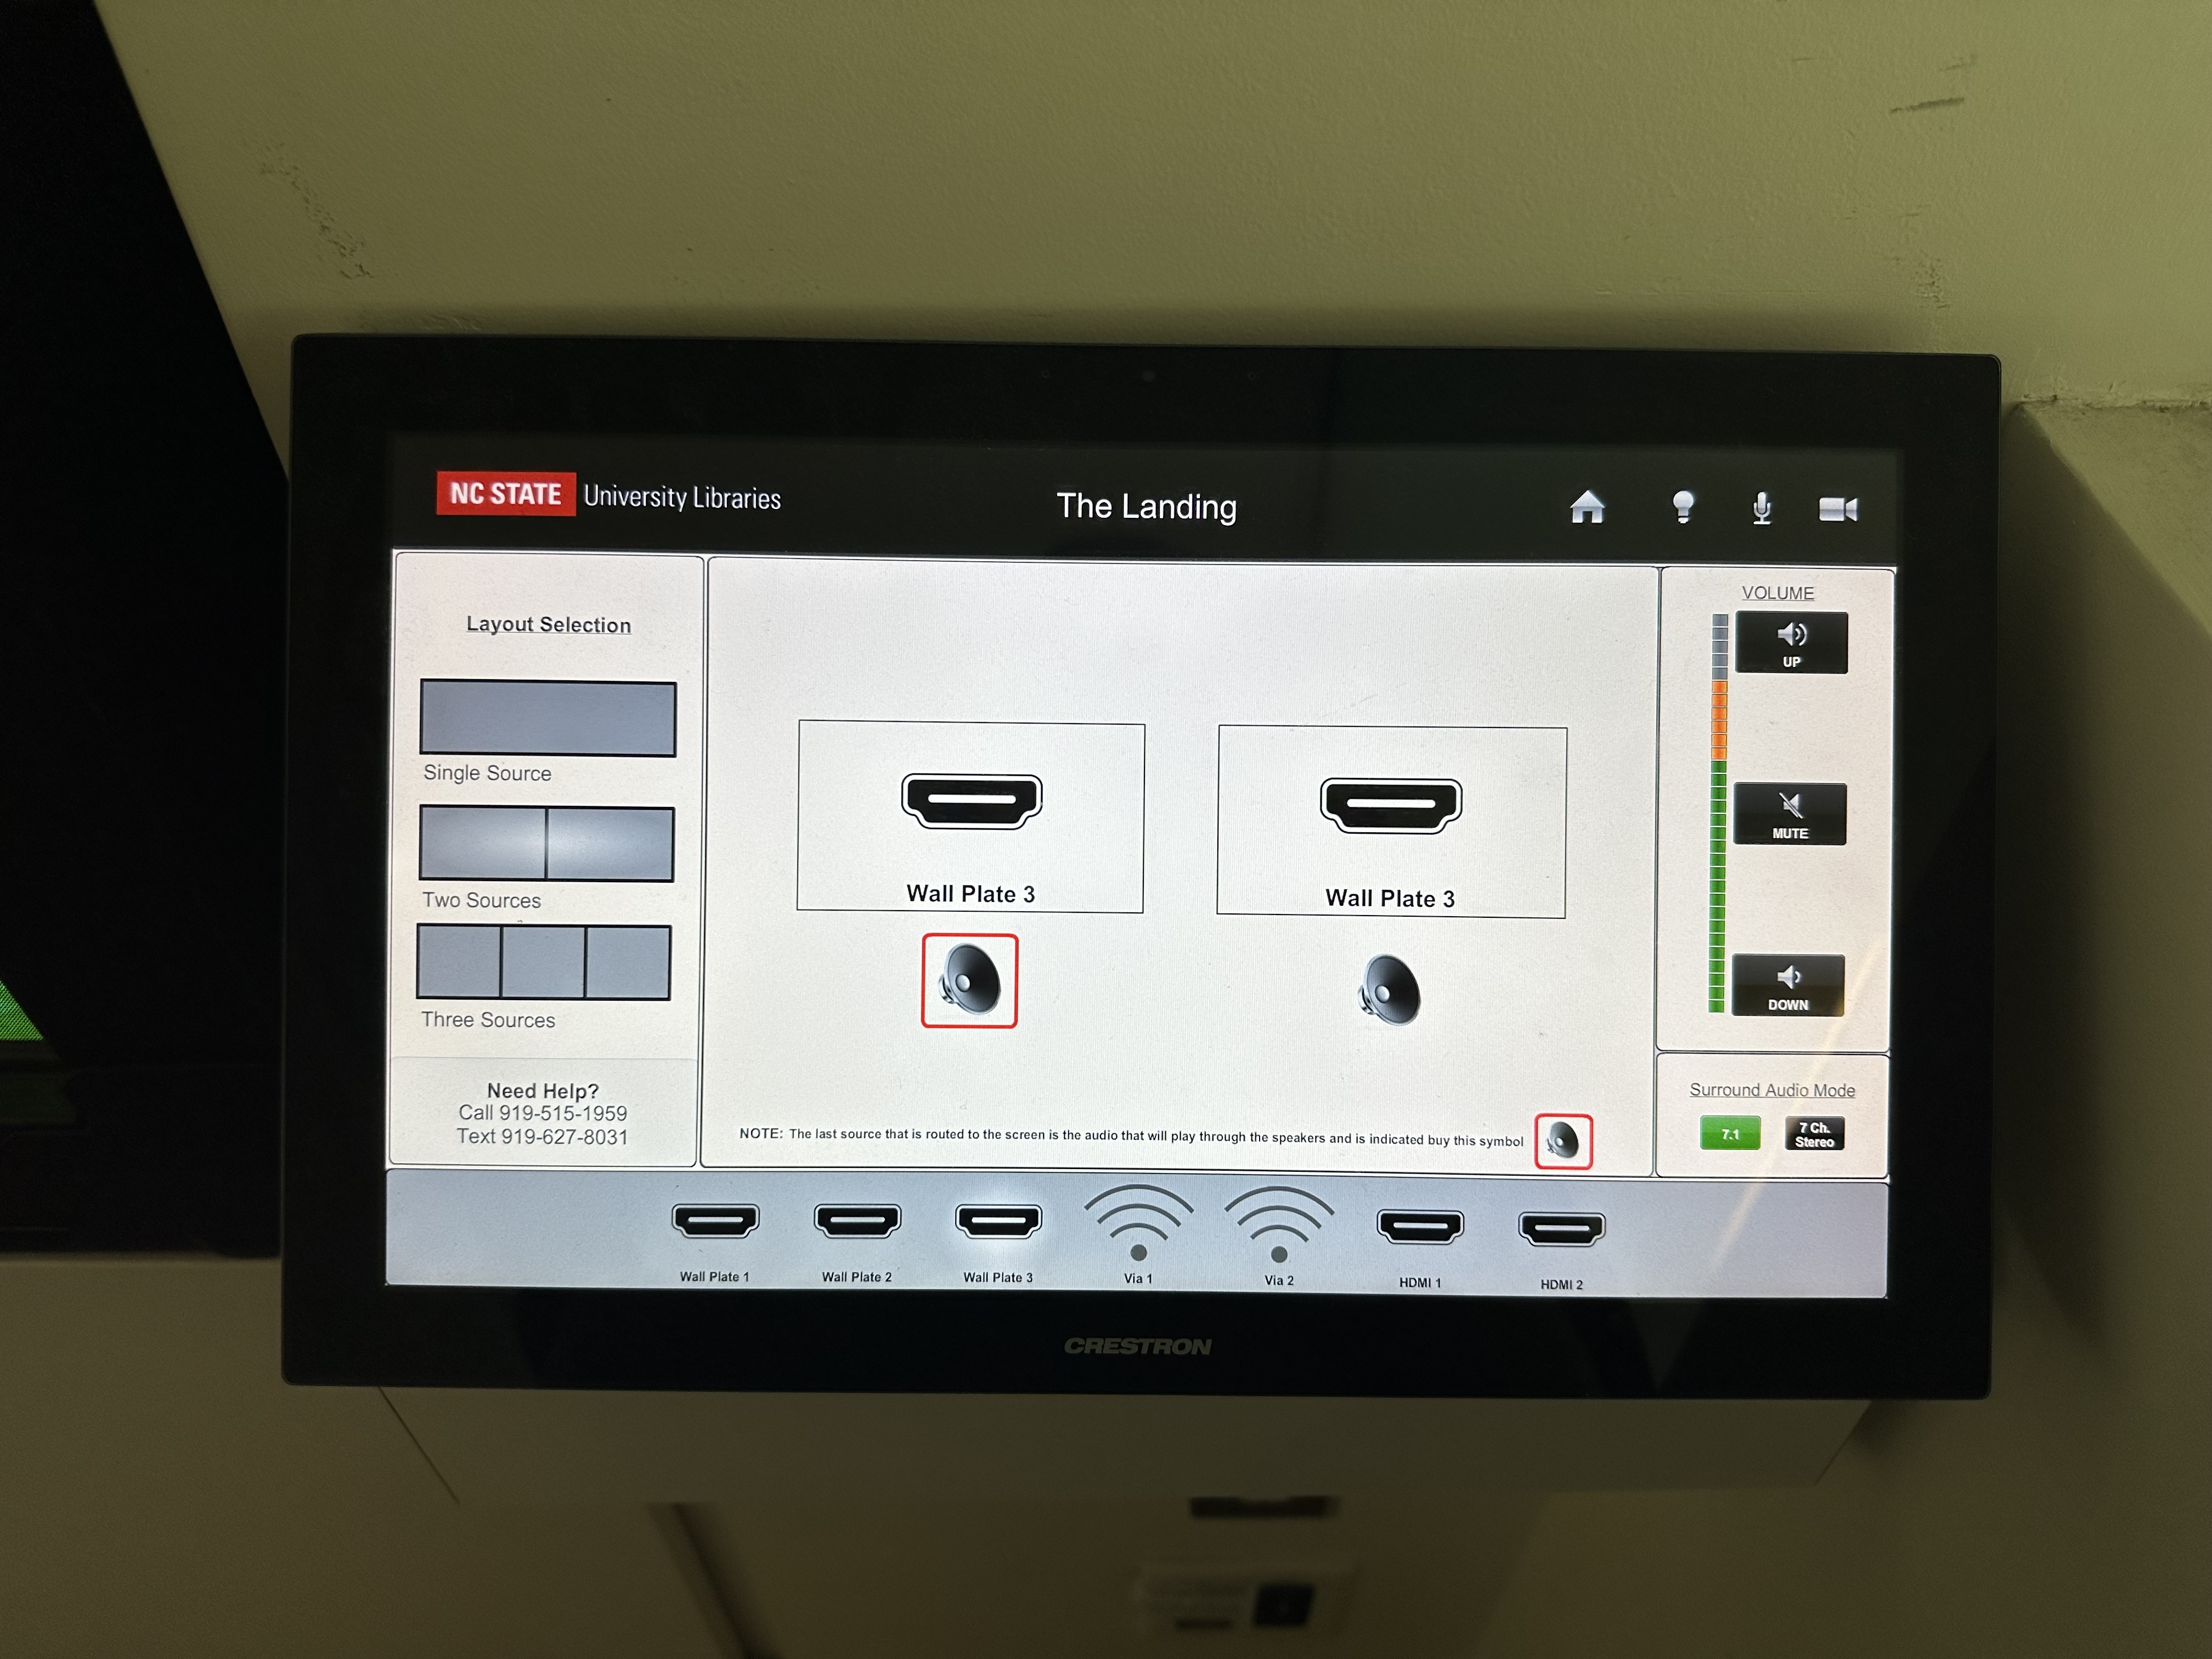 NC STATE University Libraries
The Landing
Layout Selection
Single Source
Two Sources
Three Sources
Need Help?
Call 919-515-1959
Text 919-627-8031
Wall Plate 3
Wall Plate 3
NOTE: The last source that is routed to the screen is the audio that will play through the speakers and is indicated buy this symbol
VOLUME
UP
MUTE
DOWN
Surround Audio Mode
7.1
7 Ch.
Stereo
Wall Plate 1
Wall Plate 2
Wall Plate 3
Via 1
Via 2
HDMI 1
HDMI 2
CRESTRON